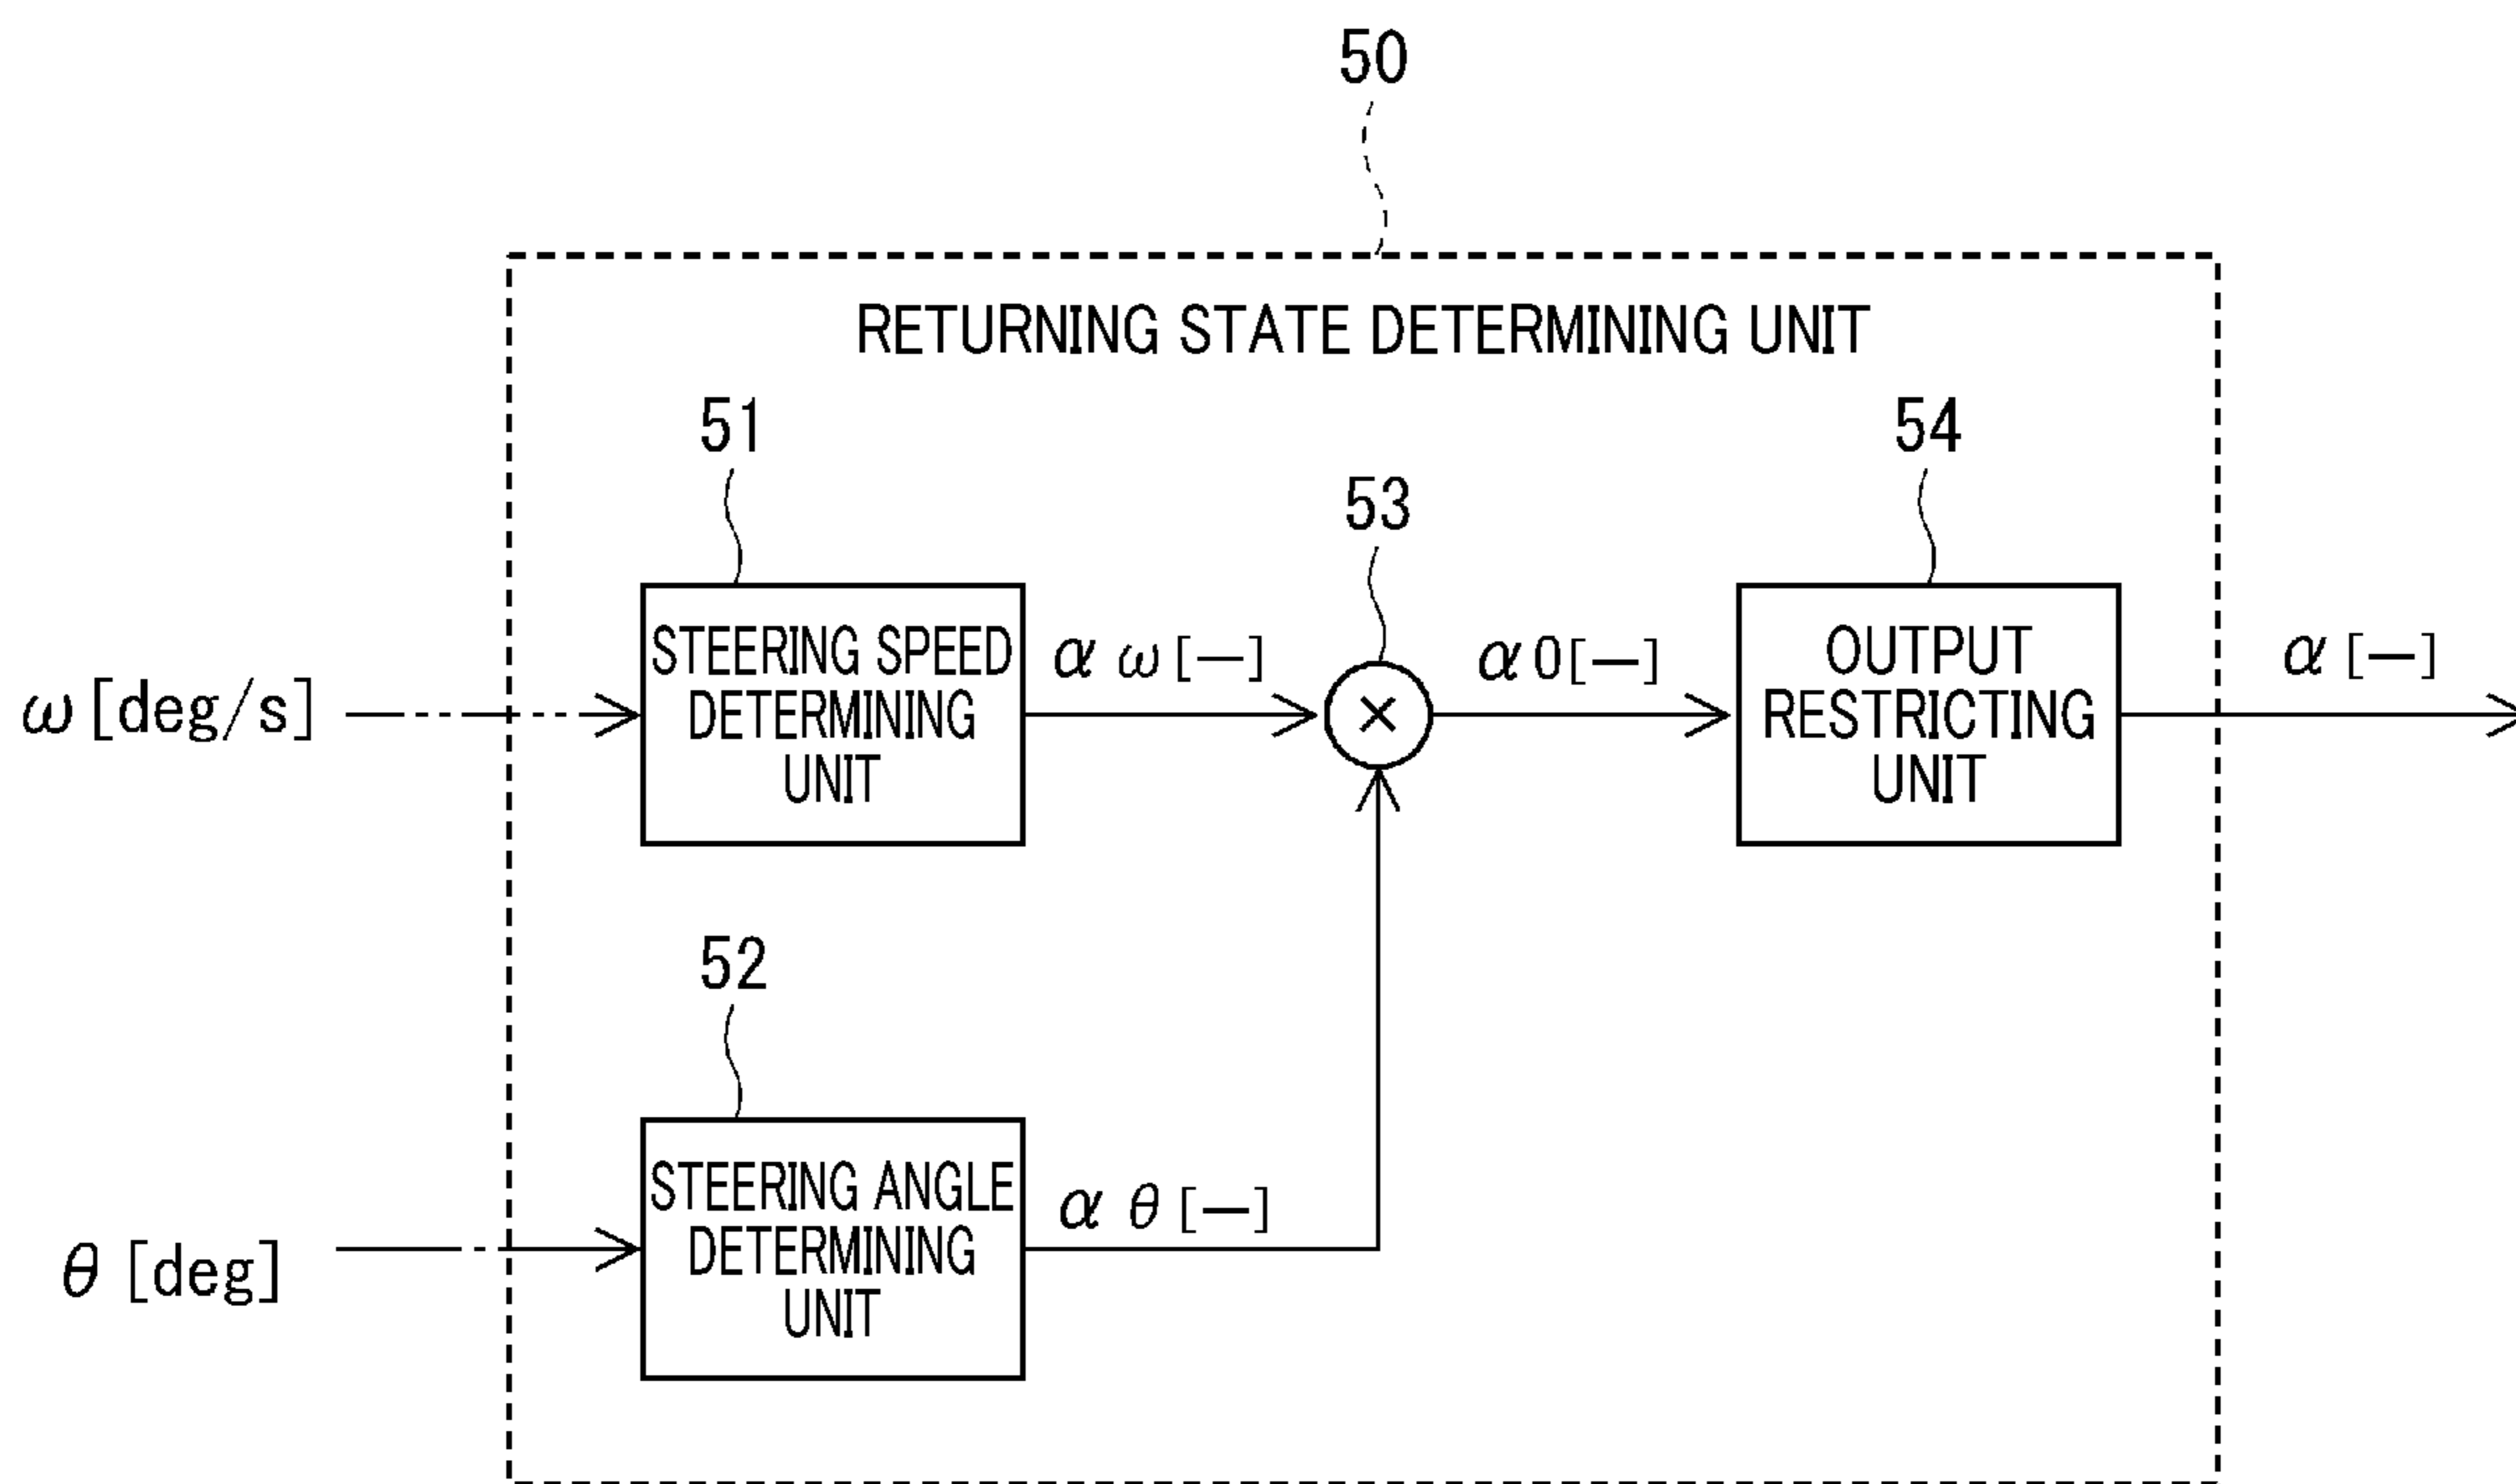 50
RETURNING STATE DETERMINING UNIT
51
54
53
STEERING SPEED
DETERMINING
UNIT
α ω [—]
α0 [—]
OUTPUT
RESTRICTING
UNIT
α [—]
ω [deg/s]
×
52
STEERING ANGLE
DETERMINING
UNIT
α θ [—]
θ [deg]